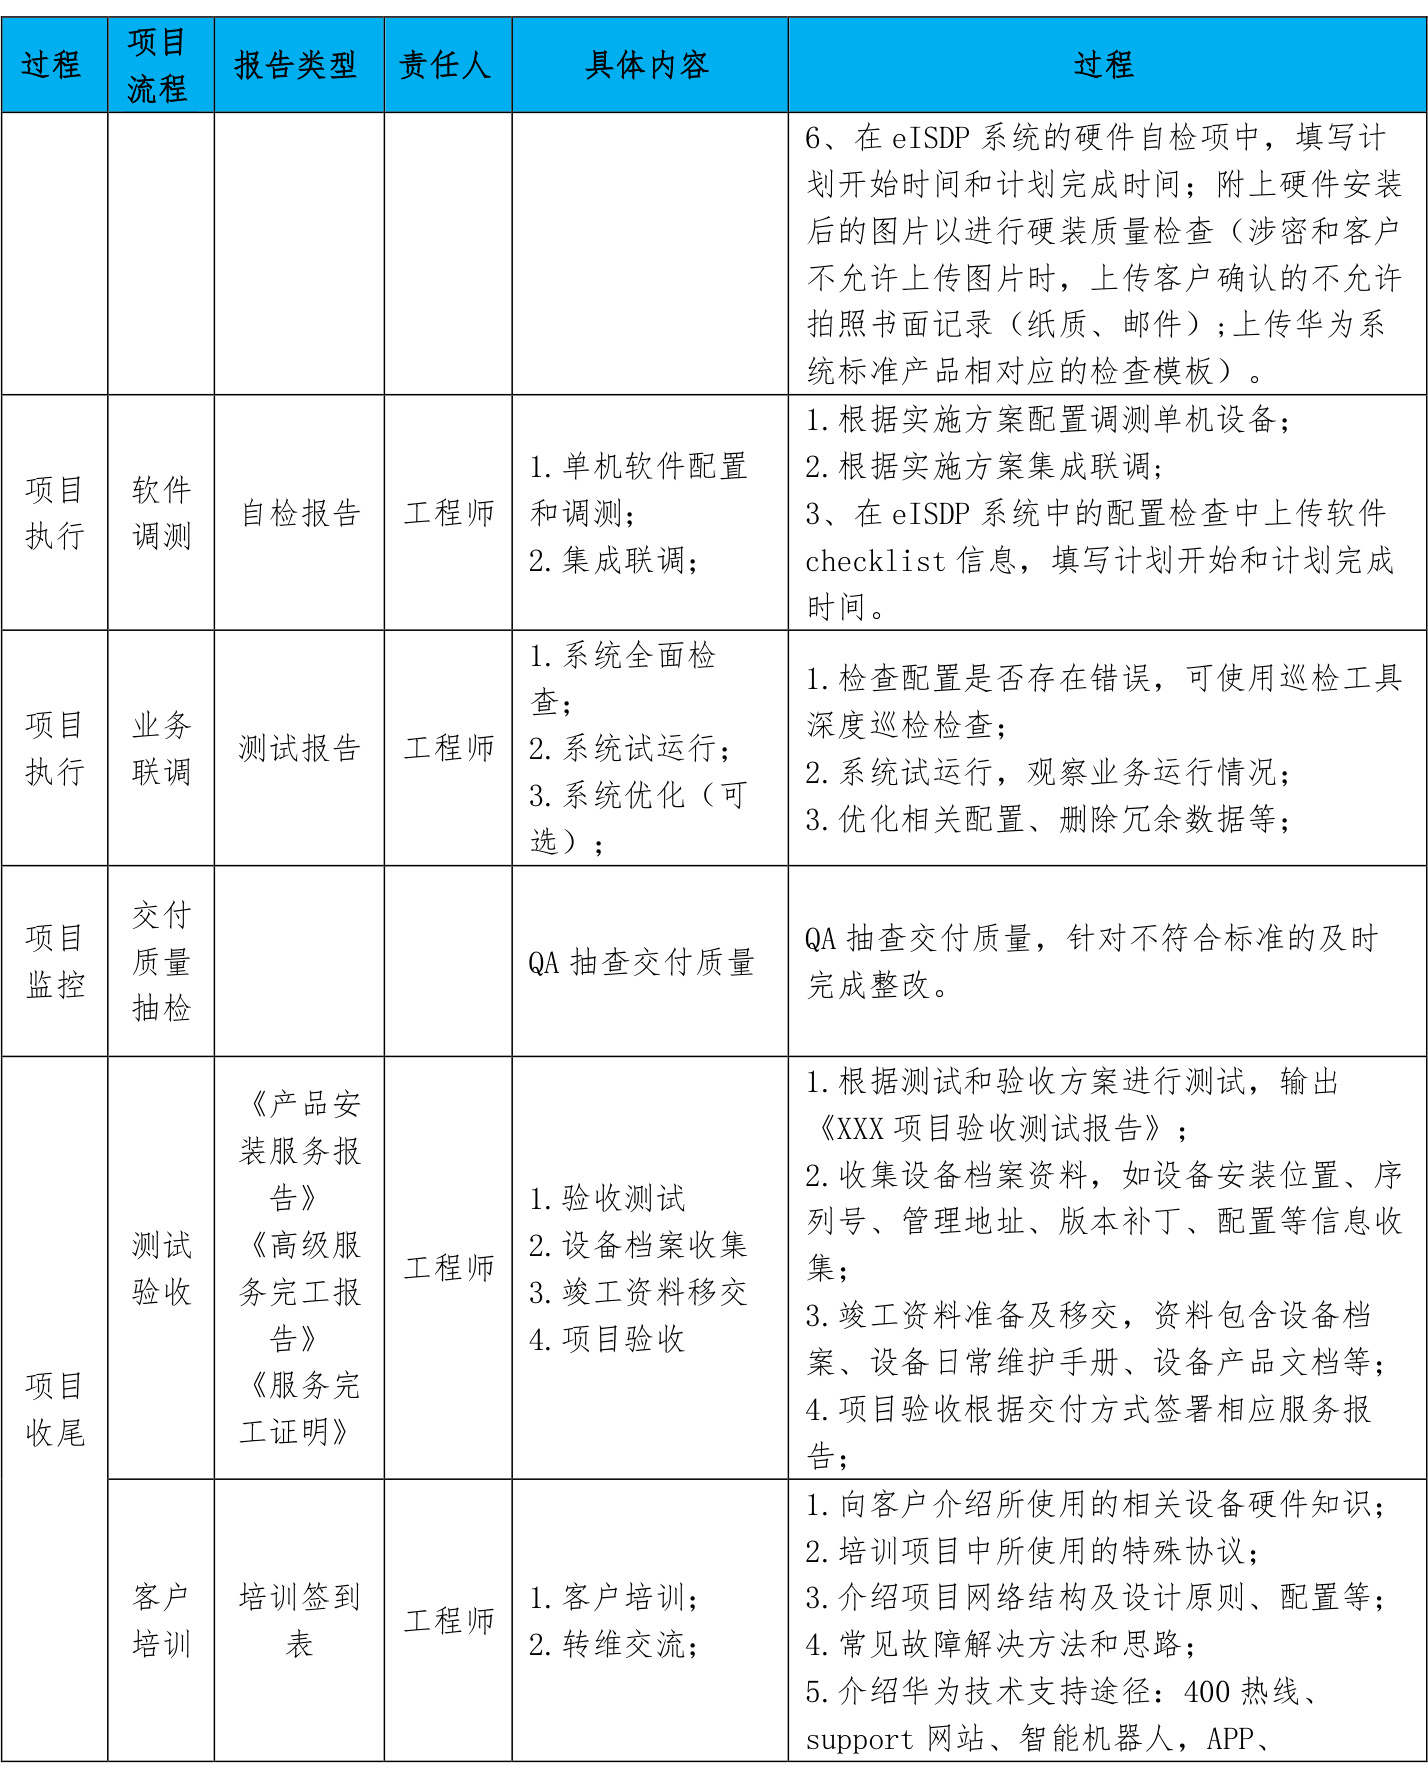 过程
项目
流程
报告类型
责任人
具体内容
过程
6、在 eISDP 系统的硬件自检项中，填写计
划开始时间和计划完成时间；附上硬件安装
后的图片以进行硬装质量检查（涉密和客户
不允许上传图片时，上传客户确认的不允许
拍照书面记录（纸质、邮件）;上传华为系
统标准产品相对应的检查模板）。
项目
执行
软件
调测
自检报告
工程师
1.单机软件配置
和调测；
2.集成联调；
1.根据实施方案配置调测单机设备；
2.根据实施方案集成联调;
3、在 eISDP 系统中的配置检查中上传软件
checklist 信息，填写计划开始和计划完成
时间。
项目
执行
业务
联调
测试报告
工程师
1.系统全面检
查；
2.系统试运行；
3.系统优化（可
选）；
1.检查配置是否存在错误，可使用巡检工具
深度巡检检查；
2.系统试运行，观察业务运行情况；
3.优化相关配置、删除冗余数据等；
项目
监控
交付
质量
抽检
QA 抽查交付质量
QA 抽查交付质量，针对不符合标准的及时
完成整改。
项目
收尾
测试
验收
《产品安
装服务报
告》
《高级服
务完工报
告》
《服务完
工证明》
工程师
1.验收测试
2.设备档案收集
3.竣工资料移交
4.项目验收
1.根据测试和验收方案进行测试，输出
《XXX 项目验收测试报告》；
2.收集设备档案资料，如设备安装位置、序
列号、管理地址、版本补丁、配置等信息收
集；
3.竣工资料准备及移交，资料包含设备档
案、设备日常维护手册、设备产品文档等；
4.项目验收根据交付方式签署相应服务报
告；
客户
培训
培训签到
表
工程师
1.客户培训；
2.转维交流；
1.向客户介绍所使用的相关设备硬件知识；
2.培训项目中所使用的特殊协议；
3.介绍项目网络结构及设计原则、配置等；
4.常见故障解决方法和思路；
5.介绍华为技术支持途径：400 热线、
support 网站、智能机器人，APP、